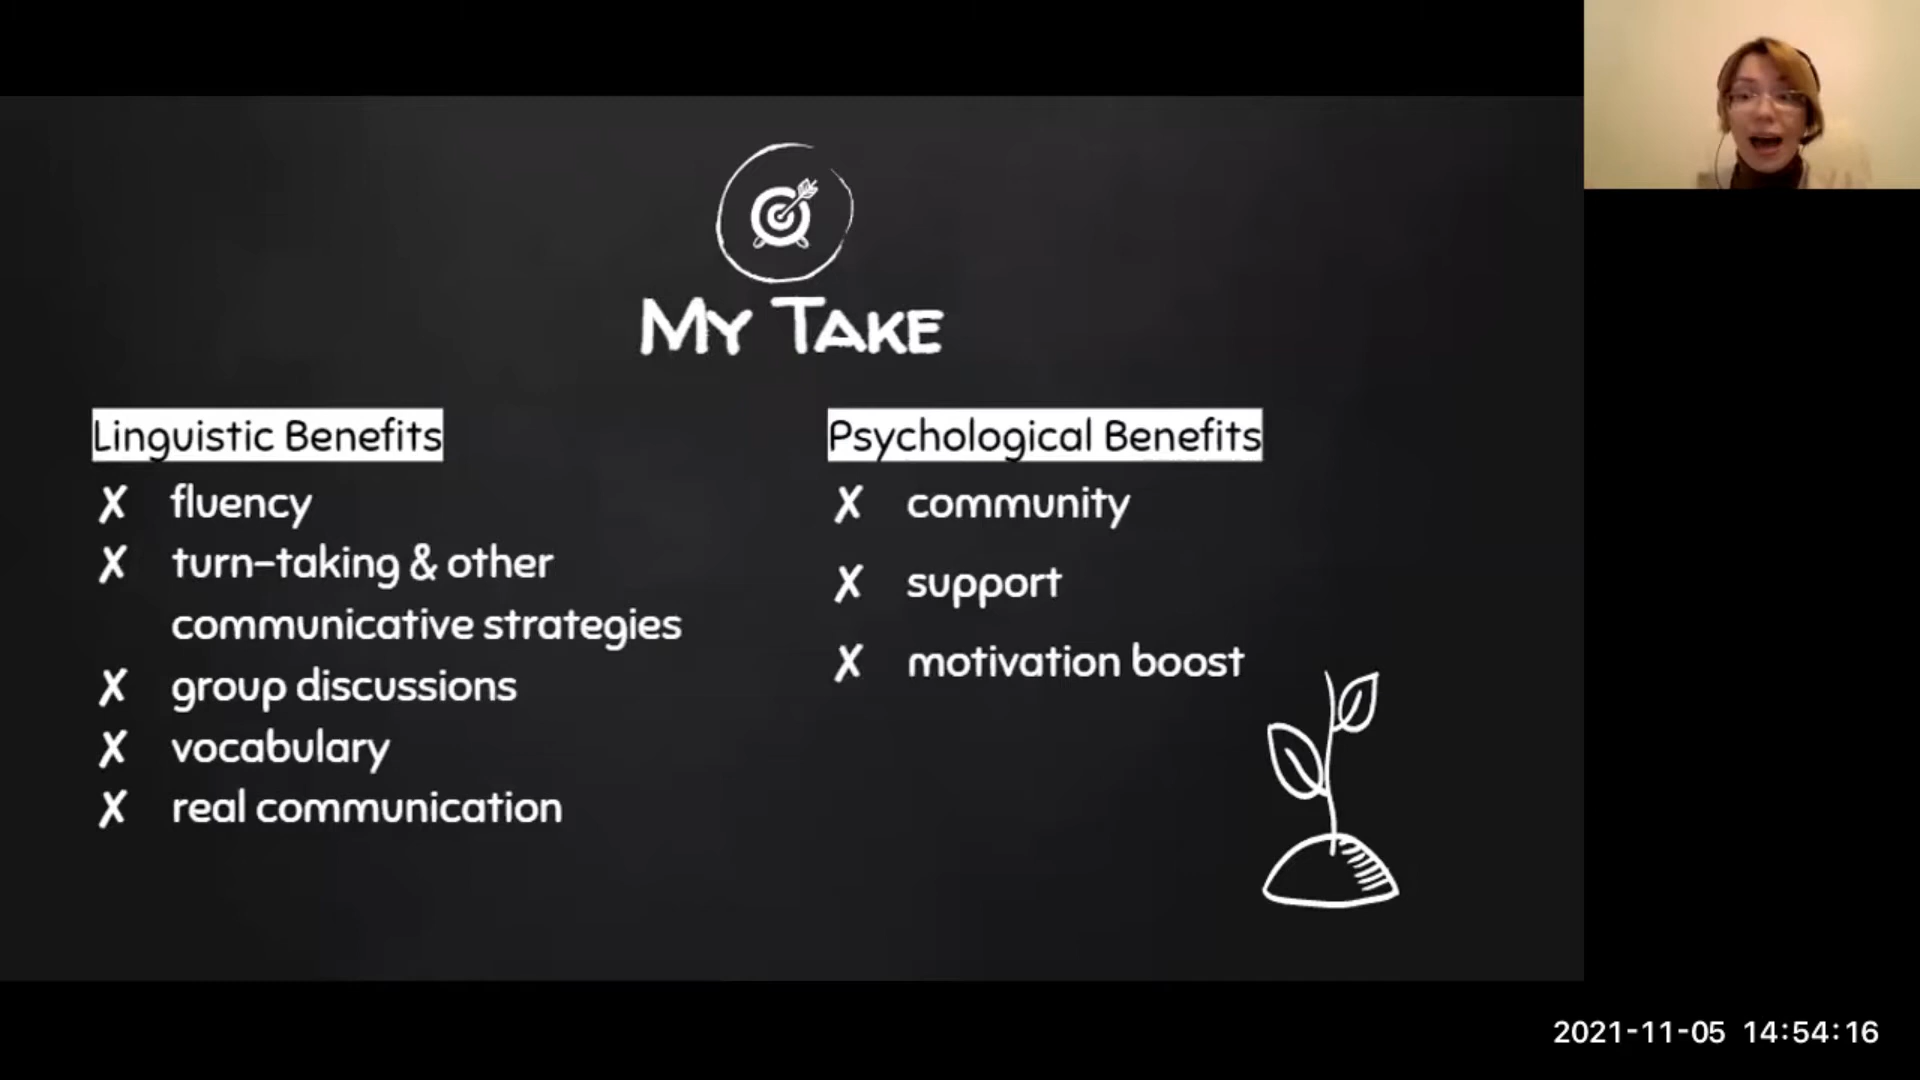 My Take
Linguistic Benefits
✗ fluency
✗ turn-taking & other
communicative strategies
✗ group discussions
✗ vocabulary
✗ real communication
Psychological Benefits
✗ community
✗ support
✗ motivation boost
2021-11-05 14:54:16